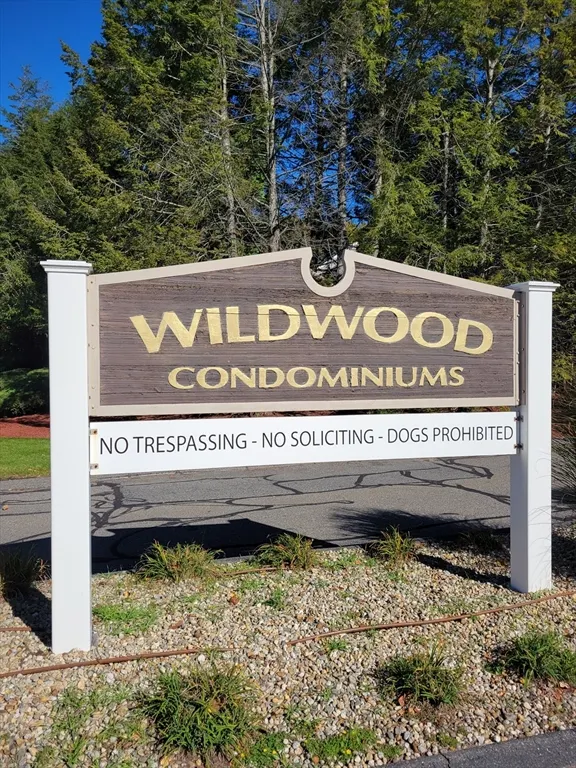 WILDWOOD
CONDOMINIUMS
NO TRESPASSING - NO SOLICITING - DOGS PROHIBITED